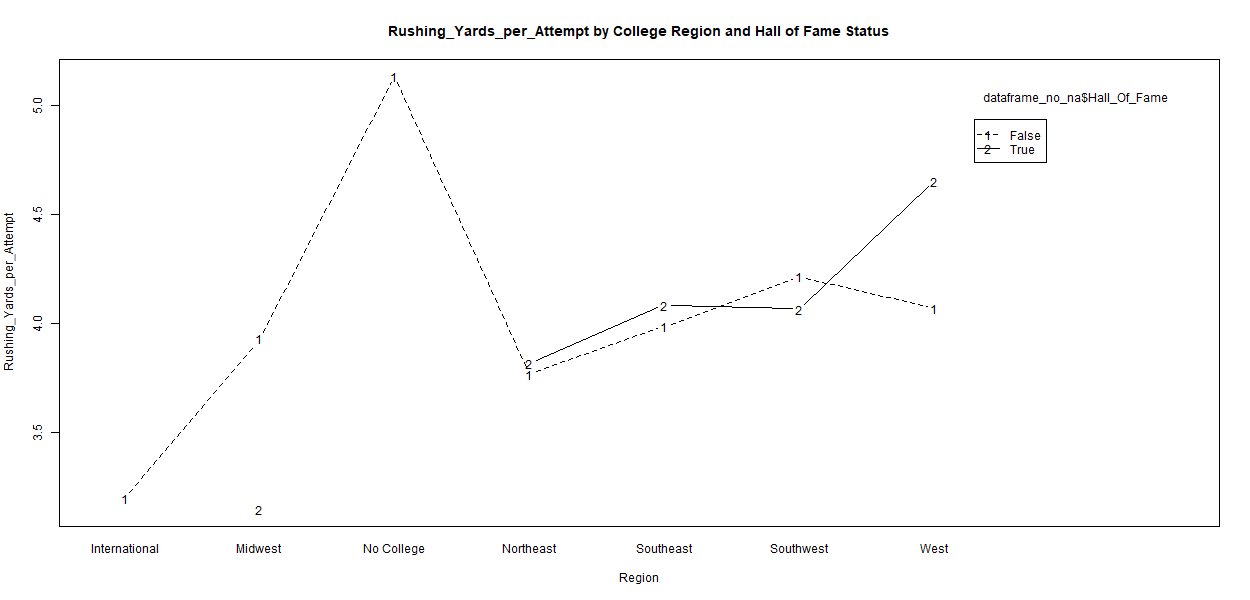 Rushing_Yards_per_Attempt by College Region and Hall of Fame Status
dataframe_no_na$Hall_Of_Fame
1 False
2 True
Rushing_Yards_per_Attempt
5.0
4.5
4.0
3.5
1
1
1
2
1
2
1
2
1
2
2
1
2
1
International Midwest No College Northeast Southeast Southwest West
Region